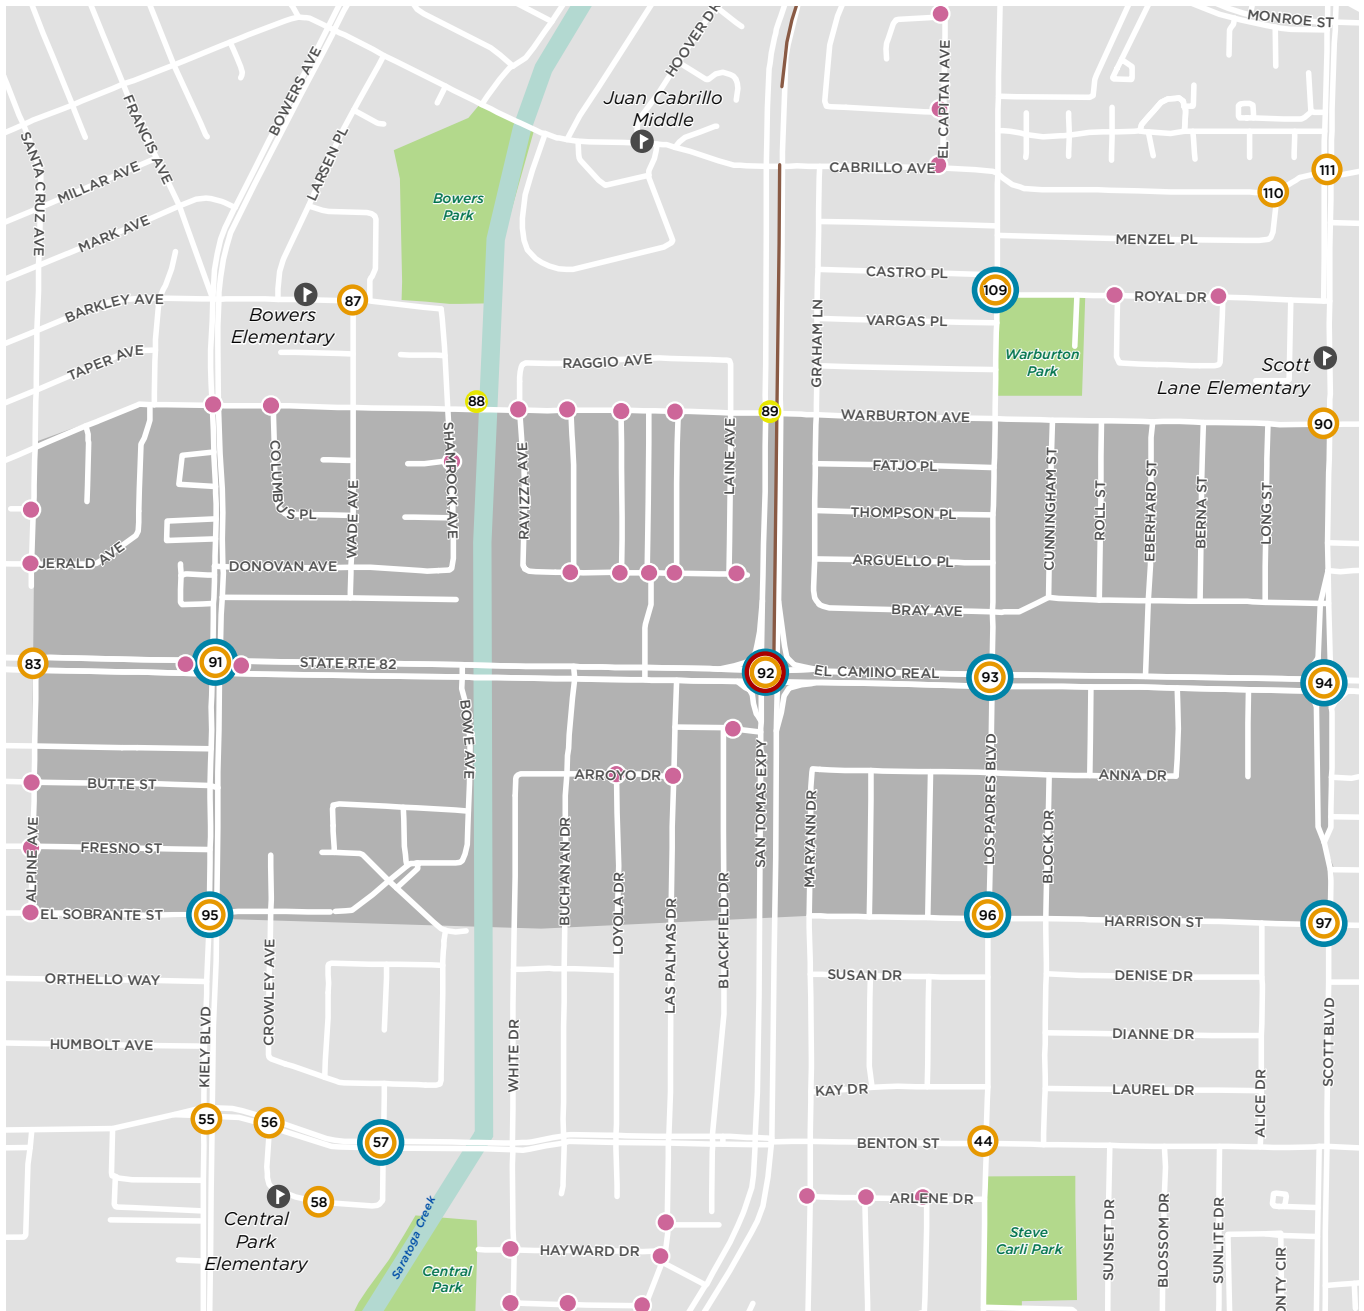 MONROE ST
HOOVER DR
BOWERS AVE
FRANCIS AVE
EL CAPITAN AVE
Juan Cabrillo
Middle
SANTA CRUZ AVE
LARSEN PL
MILLAR AVE
CABRILLO AVE
111
110
Bowers
Park
MARK AVE
MENZEL PL
CASTRO PL
109
ROYAL DR
BARKLEY AVE
87
Bowers
Elementary
VARGAS PL
GRAHAM LN
Warburton
Park
Scott
Lane Elementary
TAPER AVE
RAGGIO AVE
88
89
WARBURTON AVE
90
COLUMBUS PL
SHAMROCK AVE
RAVIZZA AVE
LAINE AVE
FATJO PL
CUNNINGHAM ST
ROLL ST
EBERHARD ST
BERNA ST
LONG ST
WADE AVE
THOMPSON PL
JERALD AVE
DONOVAN AVE
ARGUELLO PL
BRAY AVE
83
91
STATE RTE 82
92
EL CAMINO REAL
93
94
BOWE AVE
SAN TOMAS EXPY
LOS PADRES BLVD
BUTTE ST
ARROYO DR
ANNA DR
MARYANN DR
BLOCK DR
ALPINE AVE
FRESNO ST
BUCHANAN DR
LOYOLA DR
LAS PALMAS DR
BLACKFIELD DR
EL SOBRANTE ST
95
96
HARRISON ST
97
ORTHELLO WAY
CROWLEY AVE
SUSAN DR
DENISE DR
HUMBOLT AVE
KIELY BLVD
WHITE DR
DIANNE DR
SCOTT BLVD
KAY DR
LAUREL DR
ALICE DR
55
56
57
BENTON ST
44
58
Central
Park
Elementary
Saratoga Creek
ARLENE DR
Steve
Carli Park
SUNSET DR
BLOSSOM DR
SUNLITE DR
HAYWARD DR
Central
Park
ONTY CIR